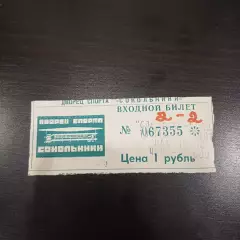 ДВОРЕЦ СПОРТА "СОКОЛЬНИКИ"
ВХОДНОЙ БИЛЕТ
2-2
№ 067355
Цена 1 рубль
ДВОРЕЦ СПОРТА
СОКОЛЬНИКИ